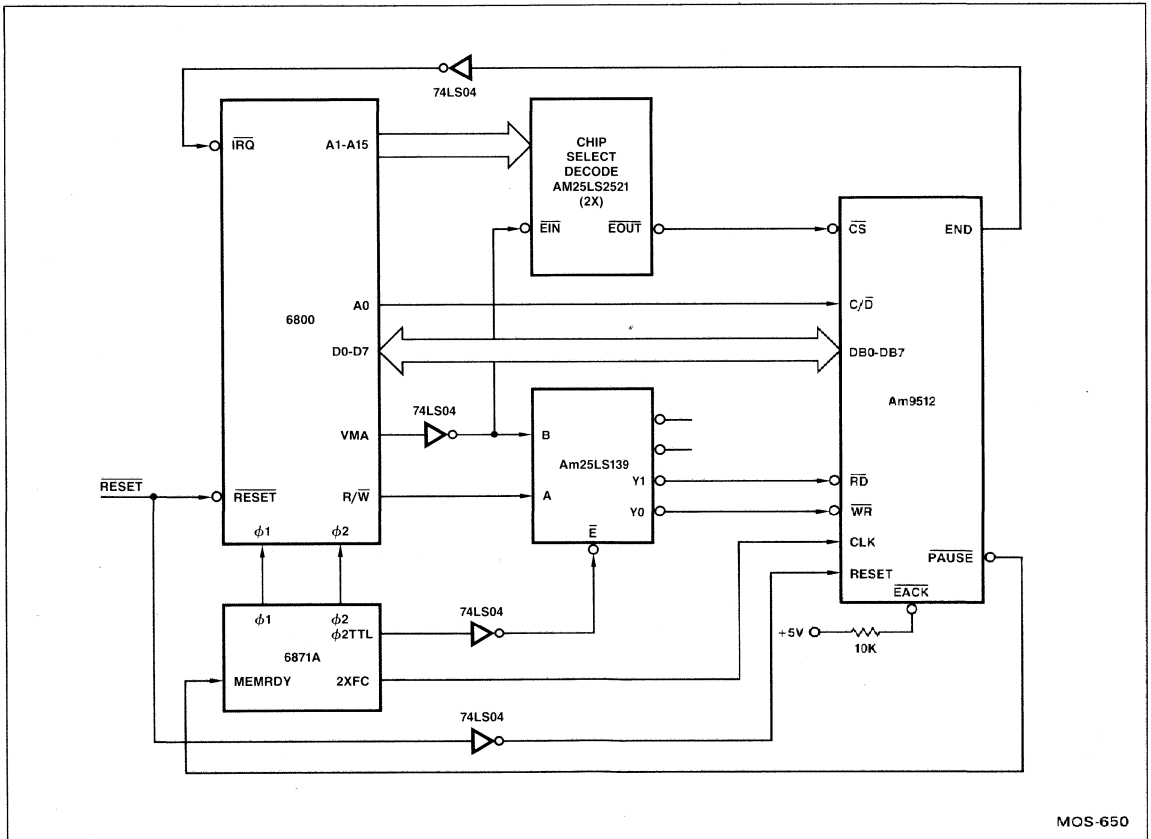 74LS04
IRQ
A1-A15
CHIP
SELECT
DECODE
AM25LS2521
(2X)
EIN
EOUT
CS
END
A0
C/D
6800
D0-D7
DB0-DB7
Am9512
74LS04
VMA
B
Am25LS139
Y1
RD
RESET
RESET
R/W
A
Y0
WR
E
CLK
φ1
φ2
PAUSE
RESET
EACK
φ1
φ2
φ2TTL
74LS04
+5V
10K
6871A
MEMRDY
2XFC
74LS04
MOS-650